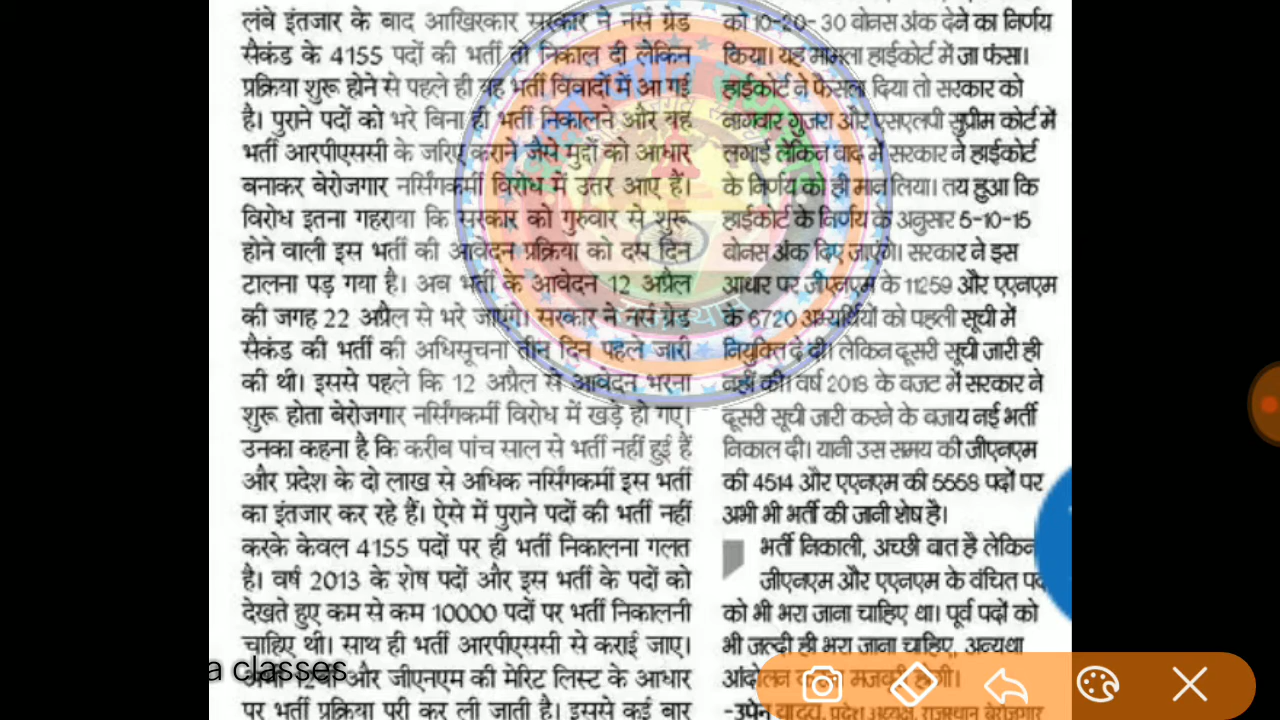 लंबे इंतजार के बाद आखिरकार सरकार ने नर्स ग्रेड
सैकंड के 4155 पदों की भर्ती तो निकाल दी लेकिन
प्रक्रिया शुरू होने से पहले ही यह भर्ती विवादों में आ गई
है। पुराने पदों को भरे बिना ही भर्ती निकालने और यह
भर्ती आरपीएससी के जरिए कराने जैसे मुद्दों को आधार
बनाकर बेरोजगार नर्सिंगकर्मी विरोध में उतर आए हैं।
विरोध इतना गहराया कि सरकार को गुरुवार से शुरू
होने वाली इस भर्ती की आवेदन प्रक्रिया को दस दिन
टालना पड़ गया है। अब भर्ती के आवेदन 12 अप्रैल
की जगह 22 अप्रैल से भरे जाएंगे। सरकार ने नर्स ग्रेड
सैकंड की भर्ती की अधिसूचना तीन दिन पहले जारी
की थी। इससे पहले कि 12 अप्रैल से आवेदन भरना
शुरू होता बेरोजगार नर्सिंगकर्मी विरोध में खड़े हो गए।
उनका कहना है कि करीब पांच साल से भर्ती नहीं हुई है
और प्रदेश के दो लाख से अधिक नर्सिंगकर्मी इस भर्ती
का इंतजार कर रहे हैं। ऐसे में पुराने पदों की भर्ती नहीं
करके केवल 4155 पदों पर ही भर्ती निकालना गलत
है। वर्ष 2013 के शेष पदों और इस भर्ती के पदों को
देखते हुए कम से कम 10000 पदों पर भर्ती निकालनी
चाहिए थी। साथ ही भर्ती आरपीएससी से कराई जाए।
और जीएनएम की मेरिट लिस्ट के आधार
पर भर्ती प्रक्रिया पूरी कर ली जाती है। इससे कई बार
को 10-20-30 बोनस अंक देने का निर्णय
किया। यह मामला हाईकोर्ट में जा फंसा।
हाईकोर्ट ने फैसला दिया तो सरकार को
नागवार गुजरा और एसएलपी सुप्रीम कोर्ट में
लगाई लेकिन बाद में सरकार ने हाईकोर्ट
के निर्णय को ही मान लिया। तय हुआ कि
हाईकोर्ट के निर्णय के अनुसार 5-10-15
बोनस अंक दिए जाएंगे। सरकार ने इस
आधार पर जीएनएम के 11259 और एएनएम
के 6720 अभ्यर्थियों को पहली सूची में
नियुक्ति दे दी। लेकिन दूसरी सूची जारी ही
नहीं की। वर्ष 2018 के बजट में सरकार ने
दूसरी सूची जारी करने के बजाय नई भर्ती
निकाल दी। यानी उस समय की जीएनएम
की 4514 और एएनएम की 5558 पदों पर
अभी भी भर्ती की जानी शेष है।
भर्ती निकाली, अच्छी बात है लेकिन
जीएनएम और एएनएम के वंचित पद
को भी भरा जाना चाहिए था। पूर्व पदों को
भी जल्दी ही भरा जाना चाहिए, अन्यथा
आंदोलन
-उपेन यादव, प्रदेश अध्यक्ष, राजस्थान बेरोजगार
a classes